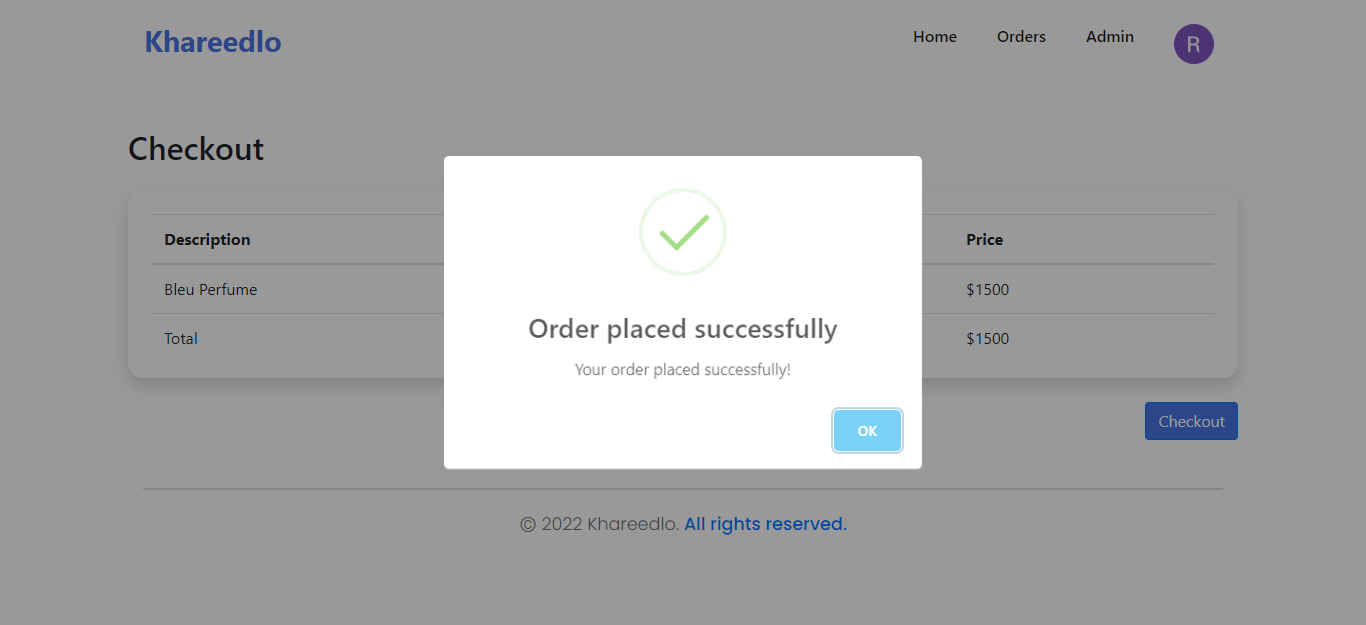 Khareedlo
Home Orders Admin R
Checkout
Description Price
Bleu Perfume $1500
Total $1500
Order placed successfully
Your order placed successfully!
OK
Checkout
© 2022 Khareedlo. All rights reserved.